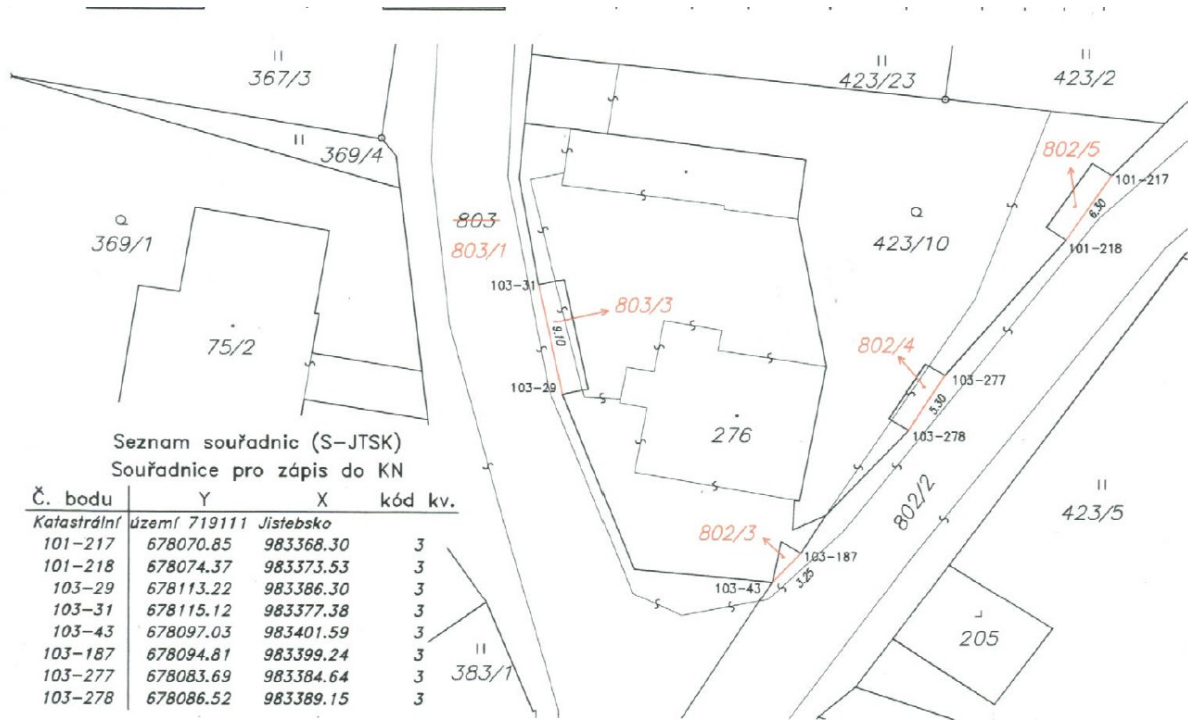 367/3
423/23
423/2
369/4
802/5
101-217
6.30
101-218
369/1
803
803/1
423/10
103-31
803/3
9.10
75/2
802/4
103-277
103-29
5.30
103-278
276
802/2
423/5
802/3
103-187
103-43
3.25
205
383/1
Seznam souřadnic (S-JTSK)
Souřadnice pro zápis do KN
Č. bodu Y X kód kv.
Katastrální území 719111 Jistebsko
101-217 678070.85 983368.30 3
101-218 678074.37 983373.53 3
103-29 678113.22 983386.30 3
103-31 678115.12 983377.38 3
103-43 678097.03 983401.59 3
103-187 678094.81 983399.24 3
103-277 678083.69 983384.64 3
103-278 678086.52 983389.15 3